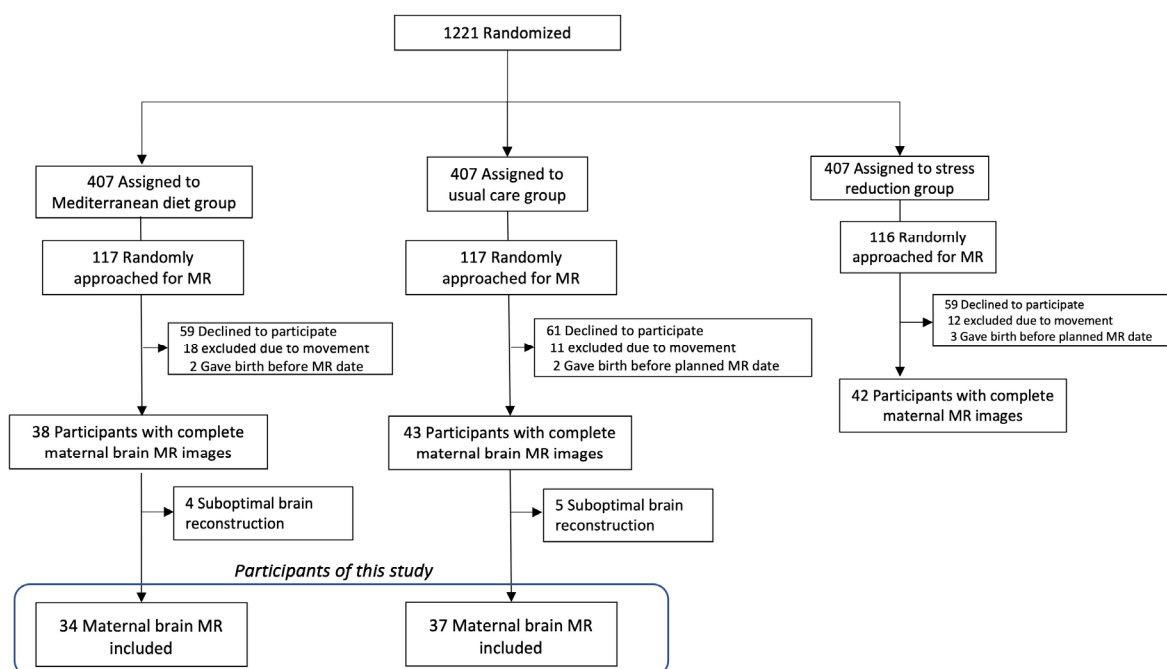 1221 Randomized
407 Assigned to
Mediterranean diet group
407 Assigned to
usual care group
407 Assigned to stress
reduction group
117 Randomly
approached for MR
117 Randomly
approached for MR
116 Randomly
approached for MR
59 Declined to participate
18 excluded due to movement
2 Gave birth before MR date
61 Declined to participate
11 excluded due to movement
2 Gave birth before planned MR date
59 Declined to participate
12 excluded due to movement
3 Gave birth before planned MR date
38 Participants with complete
maternal brain MR images
43 Participants with complete
maternal brain MR images
42 Participants with complete
maternal MR images
4 Suboptimal brain
reconstruction
5 Suboptimal brain
reconstruction
Participants of this study
34 Maternal brain MR
included
37 Maternal brain MR
included